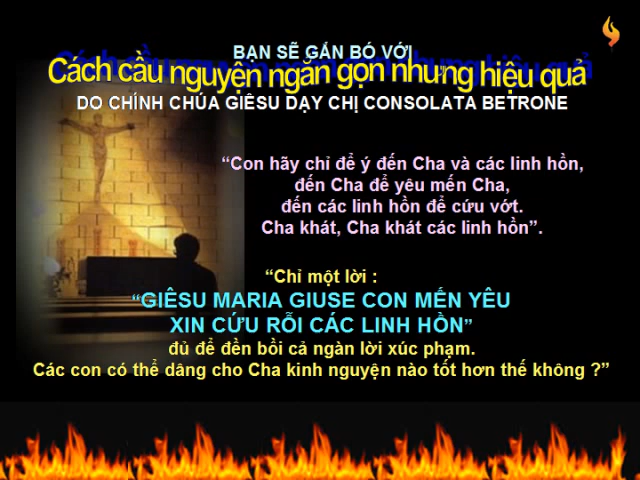 BẠN SẼ GẮN BÓ VỚI
Cách cầu nguyện ngắn gọn nhưng hiệu quả
DO CHÍNH CHÚA GIÊSU DẠY CHỊ CONSOLATA BETRONE
“Con hãy chỉ để ý đến Cha và các linh hồn,
đến Cha để yêu mến Cha,
đến các linh hồn để cứu vớt.
Cha khát, Cha khát các linh hồn”.
“Chỉ một lời :
“GIÊSU MARIA GIUSE CON MẾN YÊU
XIN CỨU RỖI CÁC LINH HỒN”
đủ để đền bồi cả ngàn lời xúc phạm.
Các con có thể dâng cho Cha kinh nguyện nào tốt hơn thế không ?”